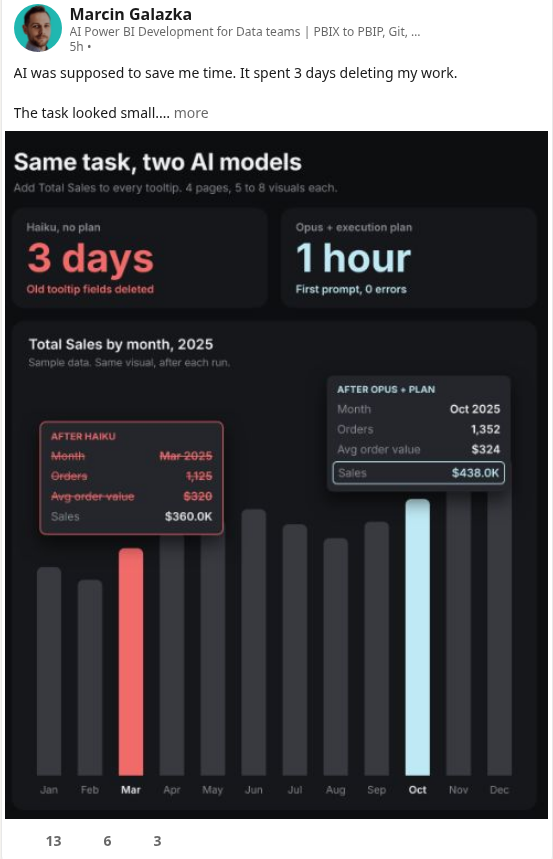 Marcin Galazka
AI Power BI Development for Data teams | PBIX to PBIP, Git, ...
5h •
AI was supposed to save me time. It spent 3 days deleting my work.
The task looked small.... more
Same task, two AI models
Add Total Sales to every tooltip. 4 pages, 5 to 8 visuals each.
Haiku, no plan
3 days
Old tooltip fields deleted
Opus + execution plan
1 hour
First prompt, 0 errors
Total Sales by month, 2025
Sample data. Same visual, after each run.
AFTER HAIKU
Month Mar 2025
Orders 1,125
Avg order value $320
Sales $360.0K
AFTER OPUS + PLAN
Month Oct 2025
Orders 1,352
Avg order value $324
Sales $438.0K
Jan Feb Mar Apr May Jun Jul Aug Sep Oct Nov Dec
13 6 3